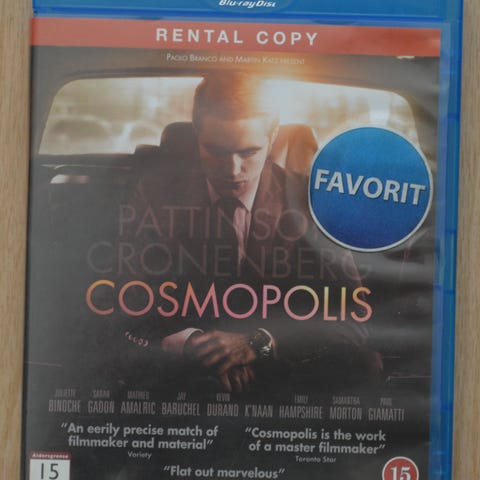 Blu-ray Disc
RENTAL COPY
PAOLO BRANCO AND MARTIN KATZ PRESENT
FAVORIT
PATTINSON
CRONENBERG
COSMOPOLIS
JULIETTE BINOCHE
SARAH GADON
MATHIEU AMALRIC
JAY BARUCHEL
KEVIN DURAND
K'NAAN
EMILY HAMPSHIRE
SAMANTHA MORTON
PAUL GIAMATTI
"An eerily precise match of
filmmaker and material"
Variety
"Cosmopolis is the work
of a master filmmaker"
Toronto Star
"Flat out marvelous"
Aldersgrense
15
15